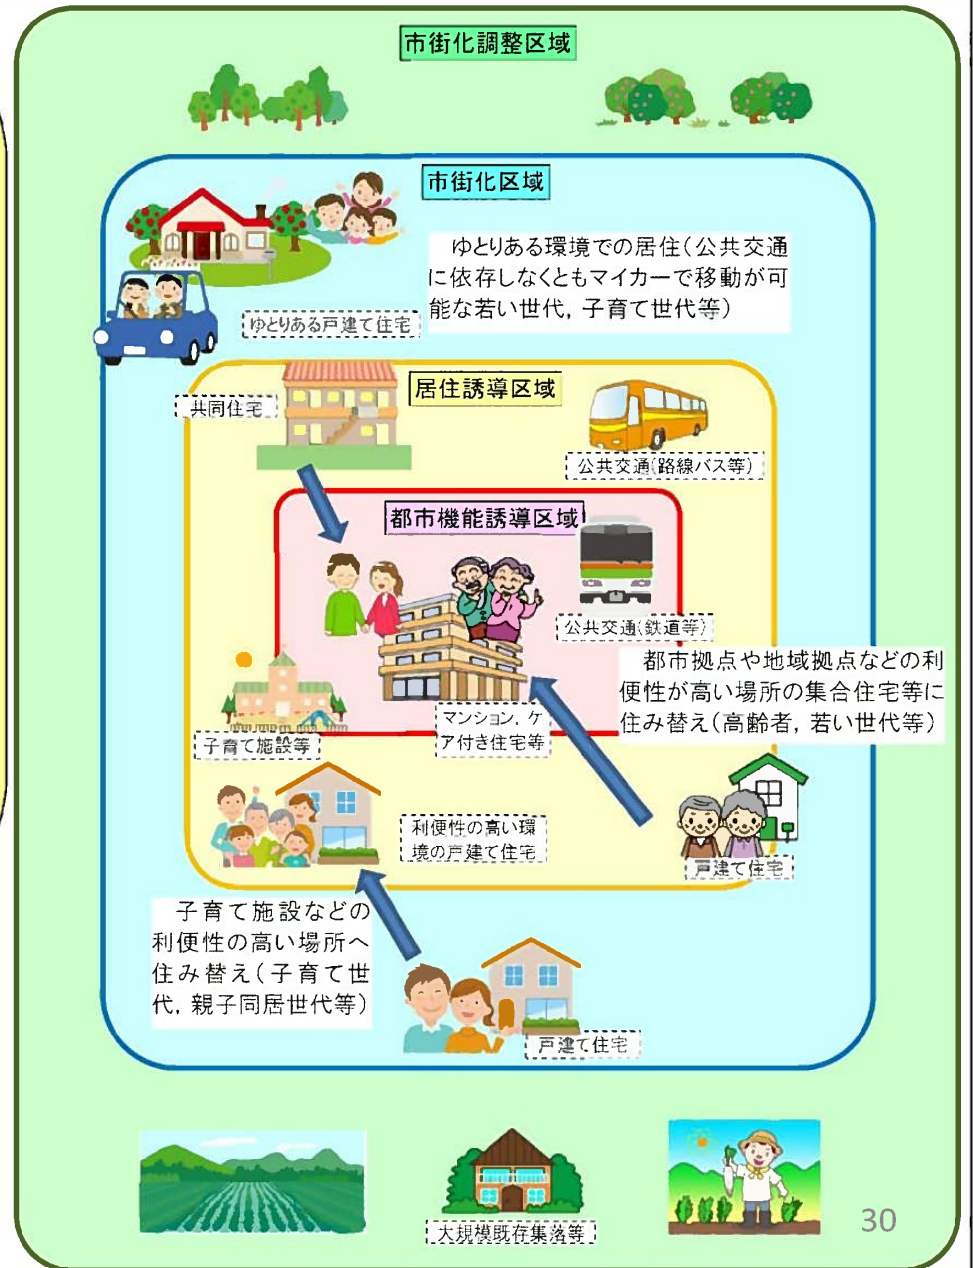 市街化調整区域
市街化区域
ゆとりある環境での居住(公共交通
に依存しなくともマイカーで移動が可
能な若い世代,子育て世代等)
ゆとりある戸建て住宅
居住誘導区域
共同住宅
公共交通(路線バス等)
都市機能誘導区域
公共交通(鉄道等)
都市拠点や地域拠点などの利
便性が高い場所の集合住宅等に
住み替え(高齢者,若い世代等)
マンション,ケ
ア付き住宅等
子育て施設等
利便性の高い環
境の戸建て住宅
戸建て住宅
子育て施設などの
利便性の高い場所へ
住み替え(子育て世
代,親子同居世代等)
戸建て住宅
大規模既存集落等
30